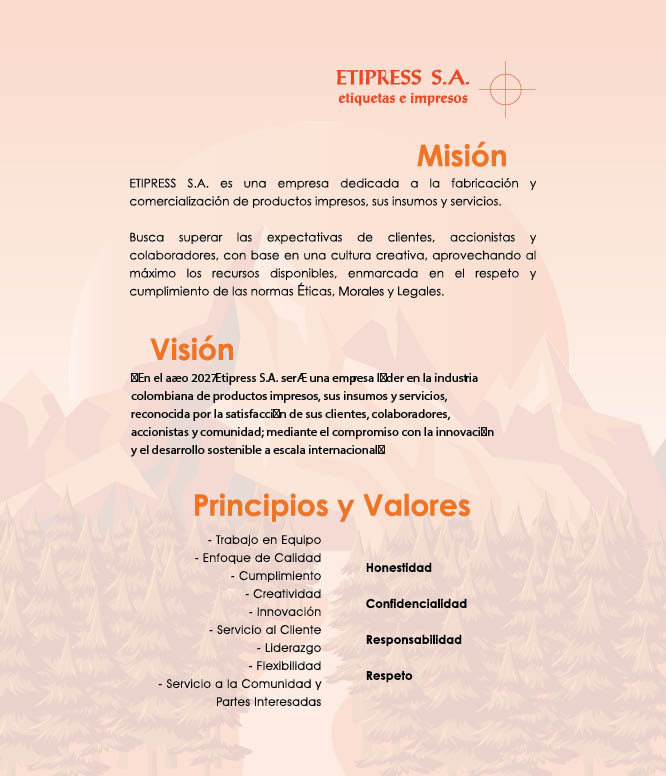 ETIPRESS S.A.
etiquetas e impresos
Misión
ETIPRESS S.A. es una empresa dedicada a la fabricación y
comercialización de productos impresos, sus insumos y servicios.
Busca superar las expectativas de clientes, accionistas y
colaboradores, con base en una cultura creativa, aprovechando al
máximo los recursos disponibles, enmarcada en el respeto y
cumplimiento de las normas Éticas, Morales y Legales.
Visión
☒En el aæo 2027Etipress S.A. serÆ una empresa l☒der en la industria
colombiana de productos impresos, sus insumos y servicios,
reconocida por la satisfacci☒n de sus clientes, colaboradores,
accionistas y comunidad; mediante el compromiso con la innovaci☒n
y el desarrollo sostenible a escala internacional☒
Principios y Valores
- Trabajo en Equipo
- Enfoque de Calidad
- Cumplimiento
- Creatividad
- Innovación
- Servicio al Cliente
- Liderazgo
- Flexibilidad
- Servicio a la Comunidad y
Partes Interesadas
Honestidad
Confidencialidad
Responsabilidad
Respeto